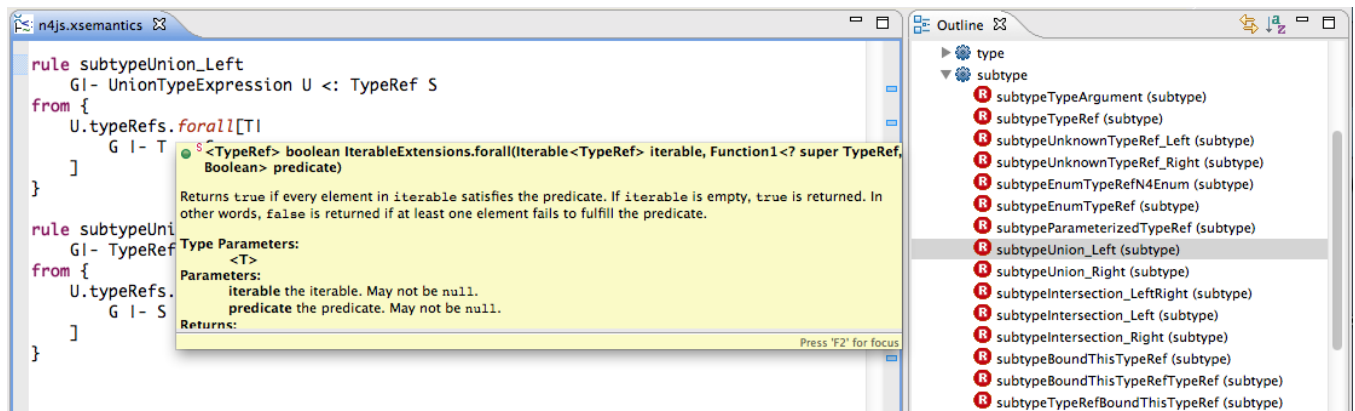 n4js.xsemantics
rule subtypeUnion_Left
G|- UnionTypeExpression U <: TypeRef S
from {
U.typeRefs.forall[T|
G |- T
]
}
rule subtypeUni
G|- TypeRef
from {
U.typeRefs.
G |- S
]
}
<TypeRef> boolean IterableExtensions.forall(Iterable<TypeRef> iterable, Function1<? super TypeRef,
Boolean> predicate)
Returns true if every element in iterable satisfies the predicate. If iterable is empty, true is returned. In
other words, false is returned if at least one element fails to fulfill the predicate.
Type Parameters:
<T>
Parameters:
iterable the iterable. May not be null.
predicate the predicate. May not be null.
Returns:
Press 'F2' for focus
Outline
type
subtype
R subtypeTypeArgument (subtype)
R subtypeTypeRef (subtype)
R subtypeUnknownTypeRef_Left (subtype)
R subtypeUnknownTypeRef_Right (subtype)
R subtypeEnumTypeRefN4Enum (subtype)
R subtypeEnumTypeRef (subtype)
R subtypeParameterizedTypeRef (subtype)
R subtypeUnion_Left (subtype)
R subtypeUnion_Right (subtype)
R subtypeIntersection_LeftRight (subtype)
R subtypeIntersection_Left (subtype)
R subtypeIntersection_Right (subtype)
R subtypeBoundThisTypeRef (subtype)
R subtypeBoundThisTypeRefTypeRef (subtype)
R subtypeTypeRefBoundThisTypeRef (subtype)